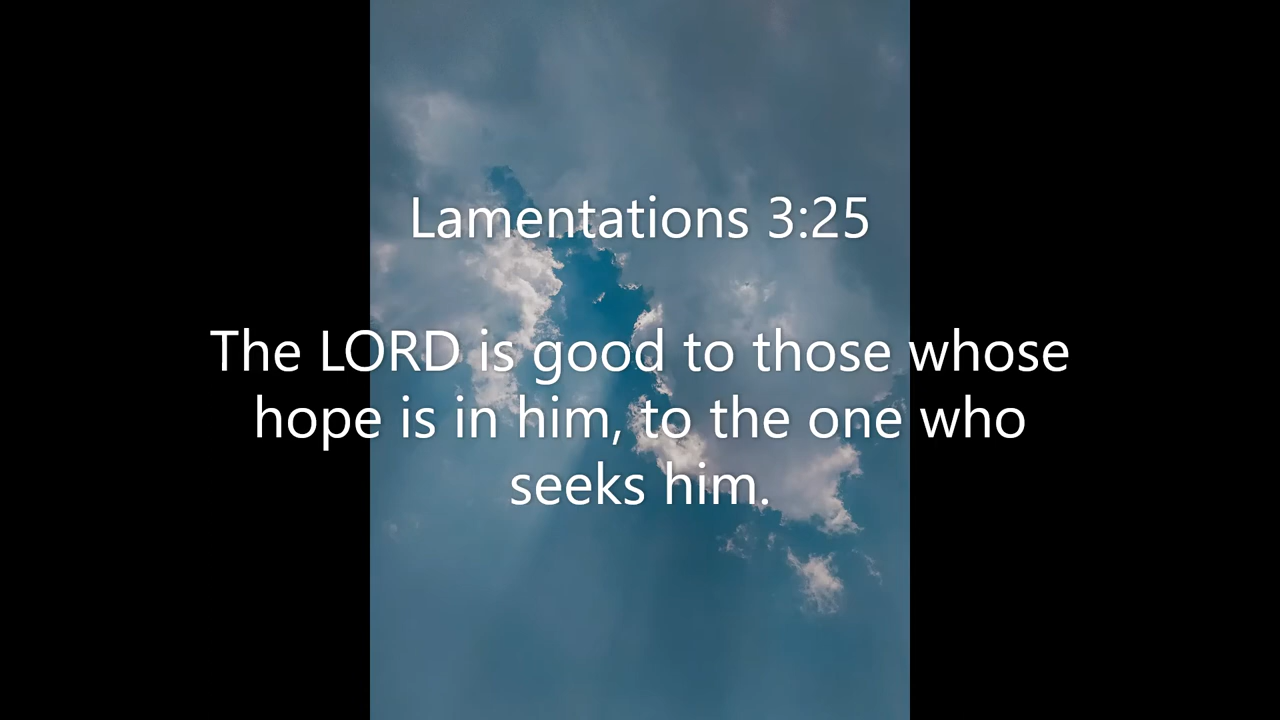 Lamentations 3:25
The LORD is good to those whose
hope is in him, to the one who
seeks him.